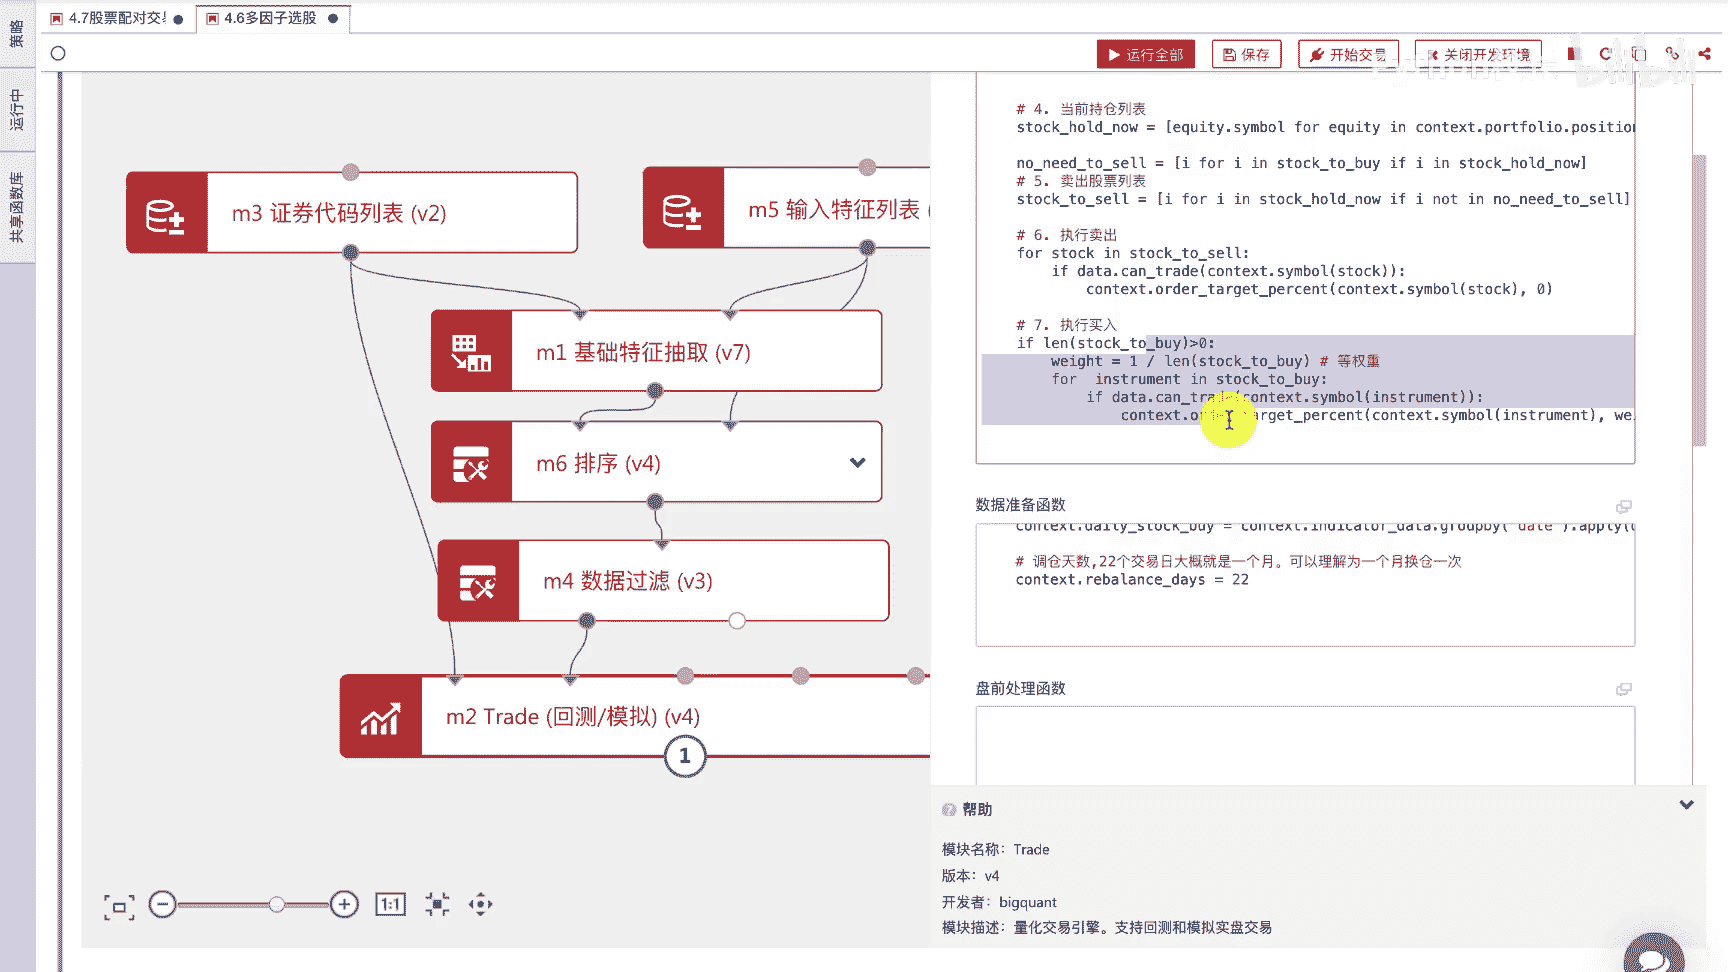 4.7股票配对交易
4.6多因子选股
策略
运行中
共享函数库
运行全部
保存
开始交易
关闭开发环境
bilibili
m3 证券代码列表 (v2)
m5 输入特征列表 (
m1 基础特征抽取 (v7)
m6 排序 (v4)
m4 数据过滤 (v3)
m2 Trade (回测/模拟) (v4)
1
1:1
# 4. 当前持仓列表
stock_hold_now = [equity.symbol for equity in context.portfolio.position
no_need_to_sell = [i for i in stock_to_buy if i in stock_hold_now]
# 5. 卖出股票列表
stock_to_sell = [i for i in stock_hold_now if i not in no_need_to_sell]
# 6. 执行卖出
for stock in stock_to_sell:
if data.can_trade(context.symbol(stock)):
context.order_target_percent(context.symbol(stock), 0)
# 7. 执行买入
if len(stock_to_buy)>0:
weight = 1 / len(stock_to_buy) # 等权重
for instrument in stock_to_buy:
if data.can_trade(context.symbol(instrument)):
context.order_target_percent(context.symbol(instrument), we
数据准备函数
context.daily_stock_buy = context.indicator_data.groupby('date').apply(
# 调仓天数,22个交易日大概就是一个月。可以理解为一个月换仓一次
context.rebalance_days = 22
盘前处理函数
帮助
模块名称: Trade
版本: v4
开发者: bigquant
模块描述: 量化交易引擎。支持回测和模拟实盘交易